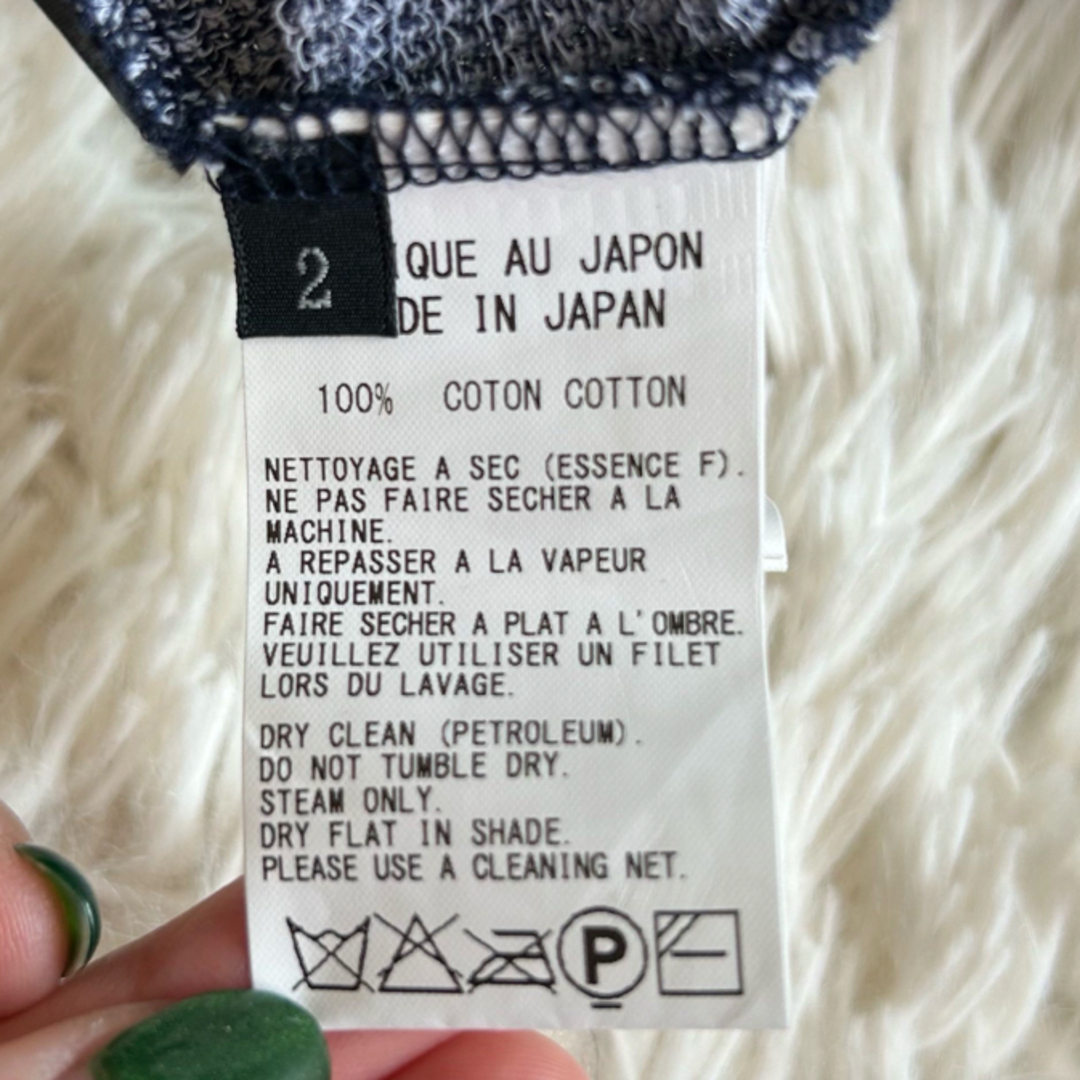 2
QUE AU JAPON
DE IN JAPAN
100% COTON COTTON
NETTOYAGE A SEC (ESSENCE F).
NE PAS FAIRE SECHER A LA
MACHINE.
A REPASSER A LA VAPEUR
UNIQUEMENT.
FAIRE SECHER A PLAT A L'OMBRE.
VEUILLEZ UTILISER UN FILET
LORS DU LAVAGE.
DRY CLEAN (PETROLEUM).
DO NOT TUMBLE DRY.
STEAM ONLY.
DRY FLAT IN SHADE.
PLEASE USE A CLEANING NET.
P